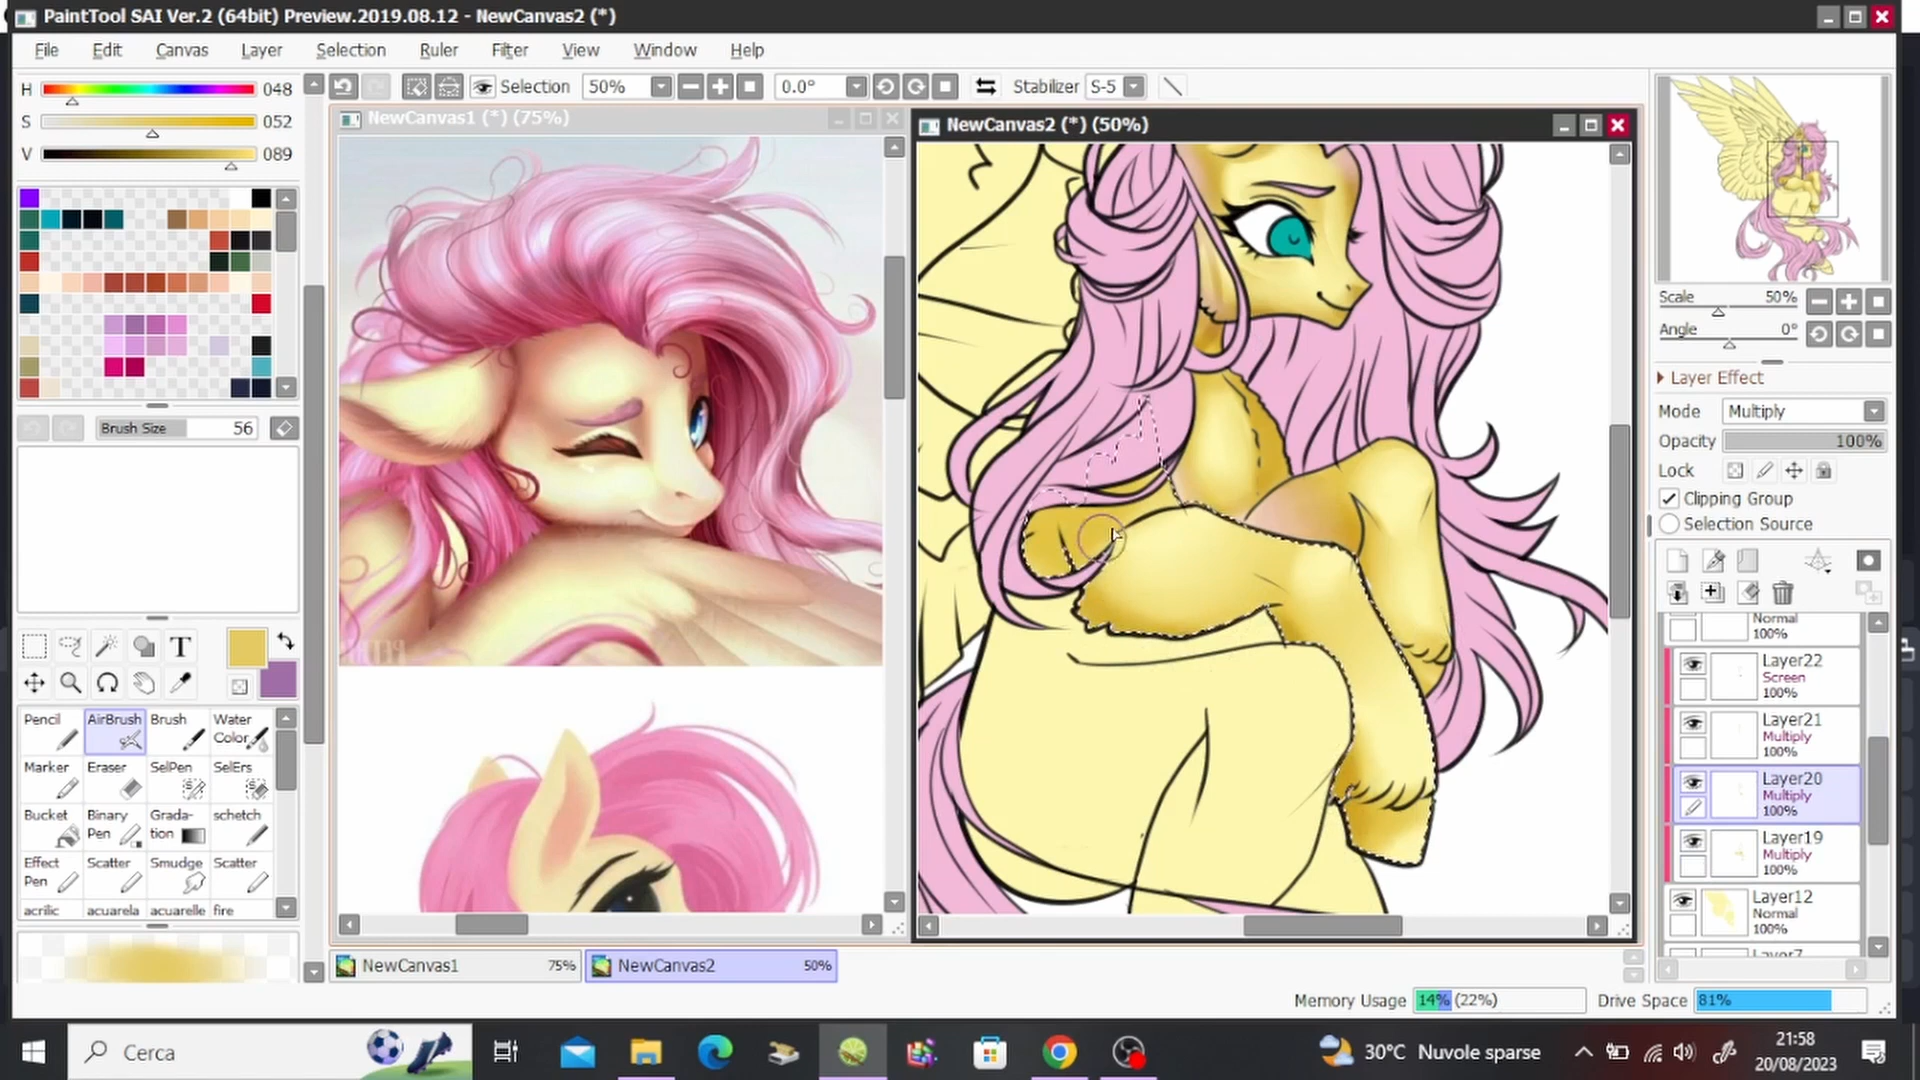 PaintTool SAI Ver.2 (64bit) Preview.2019.08.12 - NewCanvas2 (*)
File Edit Canvas Layer Selection Ruler Filter View Window Help
H 048
S 052
V 089
Selection 50% 0.0° Stabilizer S-5
NewCanvas1 (*) (75%)
NewCanvas2 (*) (50%)
Brush Size 56
T
Pencil AirBrush Brush Water Color
Marker Eraser SelPen SelErs
Bucket Binary Pen Gradation schetch
Effect Pen Scatter Smudge Scatter
acrilic acuarela acuarelle fire
Scale 50%
Angle 0°
Layer Effect
Mode Multiply
Opacity 100%
Lock
Clipping Group
Selection Source
Normal
100%
Layer22
Screen
100%
Layer21
Multiply
100%
Layer20
Multiply
100%
Layer19
Multiply
100%
Layer12
Normal
100%
Layer7
NewCanvas1 75% NewCanvas2 50%
Memory Usage 14% (22%) Drive Space 81%
Cerca
30°C Nuvole sparse
21:58
20/08/2023